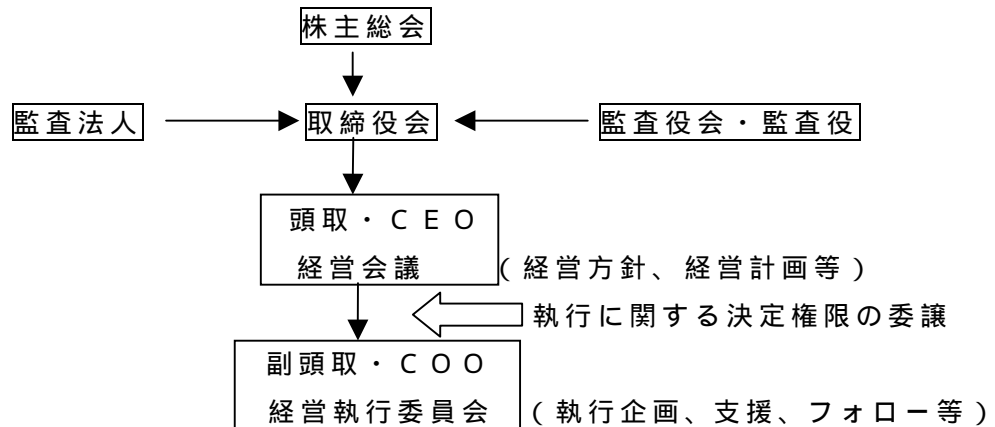 株主総会
監査法人
取締役会
監査役会・監査役
頭取・ＣＥＯ
経営会議
（経営方針、経営計画等）
執行に関する決定権限の委譲
副頭取・ＣＯＯ
経営執行委員会
（執行企画、支援、フォロー等）